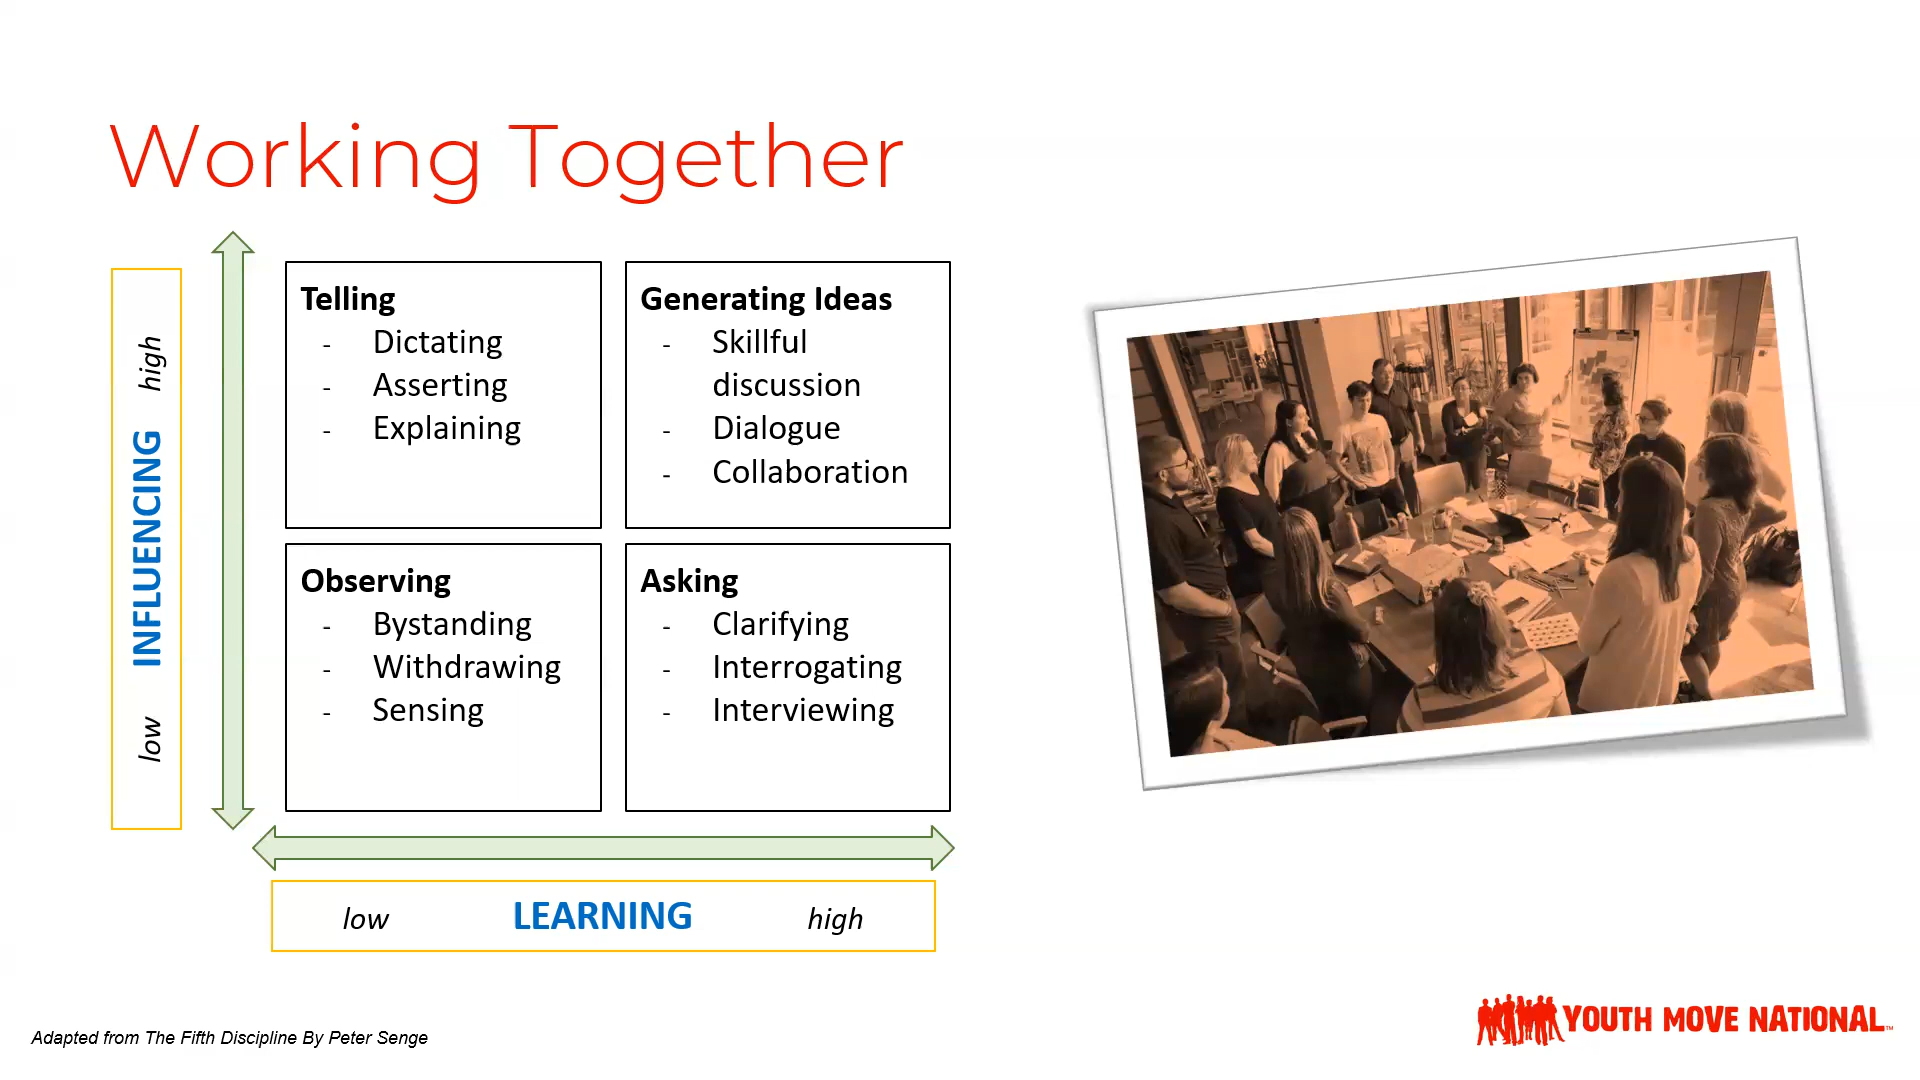 Working Together
high
INFLUENCING
low
Telling
- Dictating
- Asserting
- Explaining
Generating Ideas
- Skillful
discussion
- Dialogue
- Collaboration
Observing
- Bystanding
- Withdrawing
- Sensing
Asking
- Clarifying
- Interrogating
- Interviewing
low LEARNING high
Adapted from The Fifth Discipline By Peter Senge
YOUTH MOVE NATIONAL™